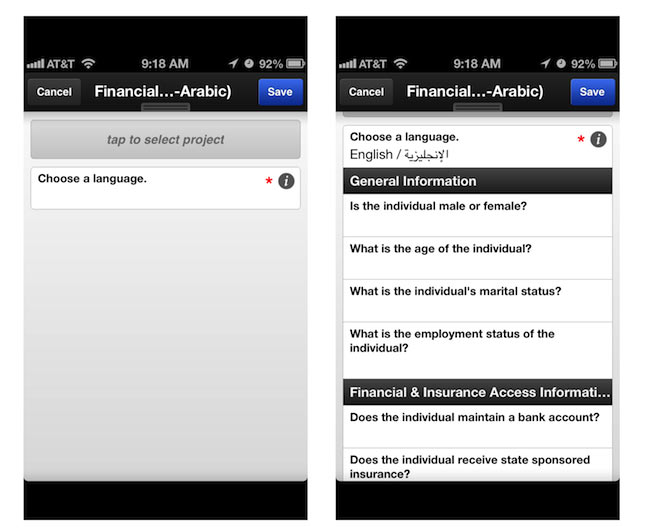 AT&T 9:18 AM 92%
Cancel Financial...-Arabic) Save
tap to select project
Choose a language. * i
AT&T 9:18 AM 92%
Cancel Financial...-Arabic) Save
Choose a language. * i
English / الإنجليزية
General Information
Is the individual male or female?
What is the age of the individual?
What is the individual's marital status?
What is the employment status of the
individual?
Financial & Insurance Access Informati...
Does the individual maintain a bank account?
Does the individual receive state sponsored
insurance?